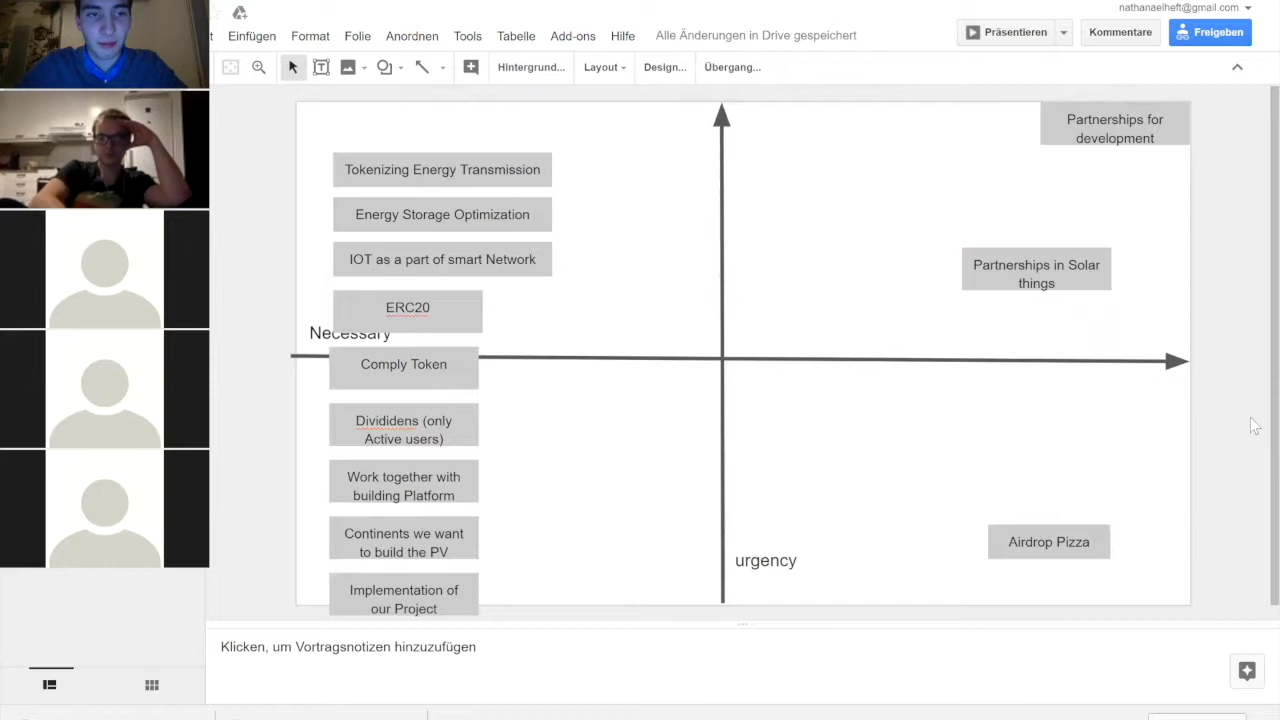 nathanaelheft@gmail.com
t Einfügen Format Folie Anordnen Tools Tabelle Add-ons Hilfe Alle Änderungen in Drive gespeichert
Präsentieren Kommentare Freigeben
Hintergrund... Layout Design... Übergang...
Partnerships for
development
Tokenizing Energy Transmission
Energy Storage Optimization
IOT as a part of smart Network
Partnerships in Solar
things
ERC20
Necessary
Comply Token
Divididens (only
Active users)
Work together with
building Platform
Continents we want
to build the PV
Airdrop Pizza
urgency
Implementation of
our Project
Klicken, um Vortragsnotizen hinzuzufügen